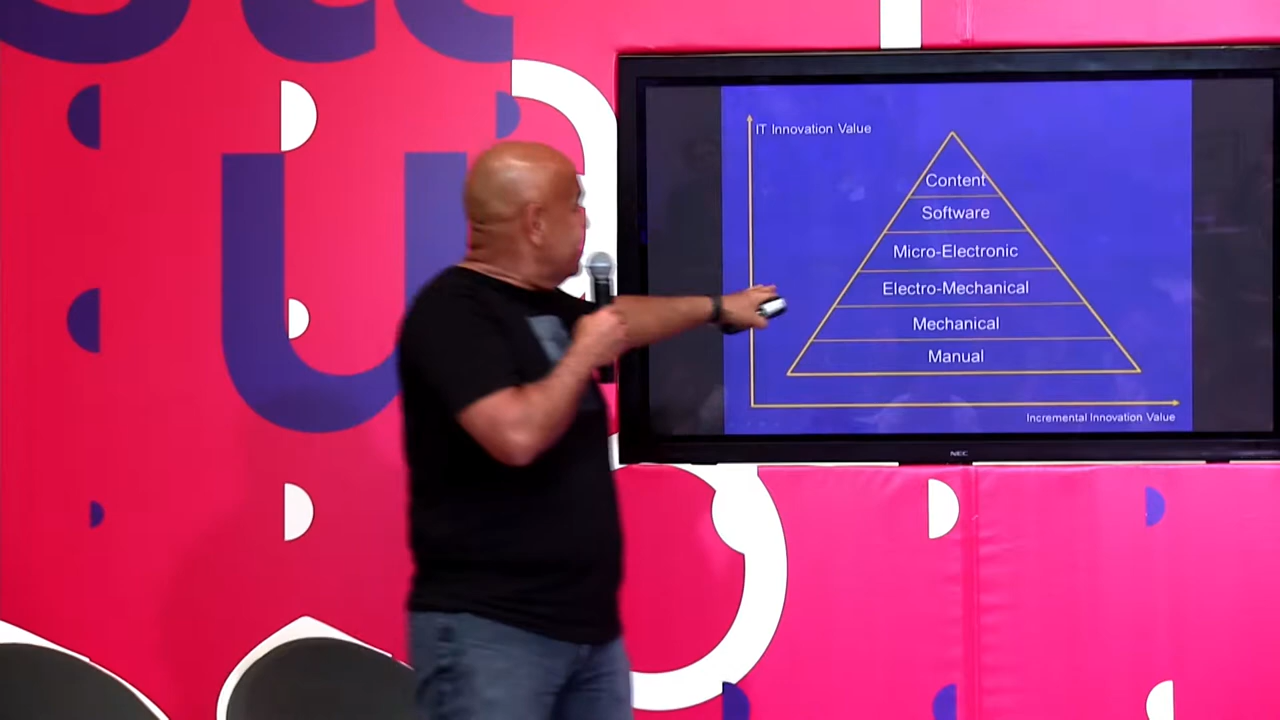 u
IT Innovation Value
Content
Software
Micro-Electronic
Electro-Mechanical
Mechanical
Manual
Incremental Innovation Value
NEC